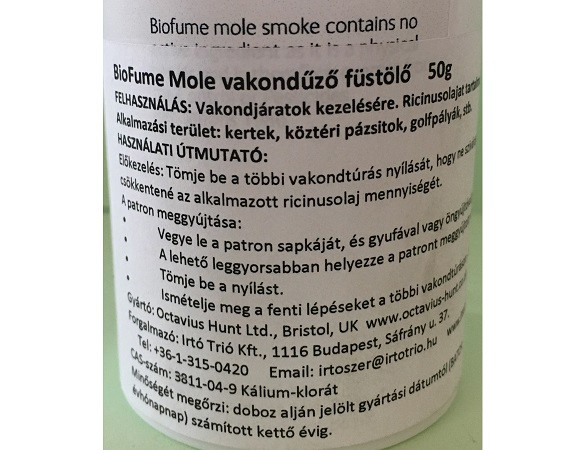 Biofume mole smoke contains no
BioFume Mole vakondűző füstölő 50g
FELHASZNÁLÁS: Vakondjáratok kezelésére. Ricinusolajat
Alkalmazási terület: kertek, köztéri pázsitok, golfpályák, stb.
HASZNÁLATI ÚTMUTATÓ:
Előkezelés: Tömje be a többi vakondtúrás nyílását, hogy ne
csökkentené az alkalmazott ricinusolaj mennyiségét.
A patron meggyújtása:
• Vegye le a patron sapkáját, és gyufával vagy
• A lehető leggyorsabban helyezze a patront
• Tömje be a nyílást.
• Ismételje meg a fenti lépéseket a többi
Gyártó: Octavius Hunt Ltd., Bristol, UK
Forgalmazó: Irtó Trió Kft., 1116 Budapest, Sáfrány u. 37.
Tel: +36-1-315-0420 Email: irtoszer@irtotrio.hu
CAS-szám: 3811-04-9 Kálium-klorát
Minőségét megőrzi: doboz alján jelölt gyártási dátumtól
évhónapnap) számított kettő évig.